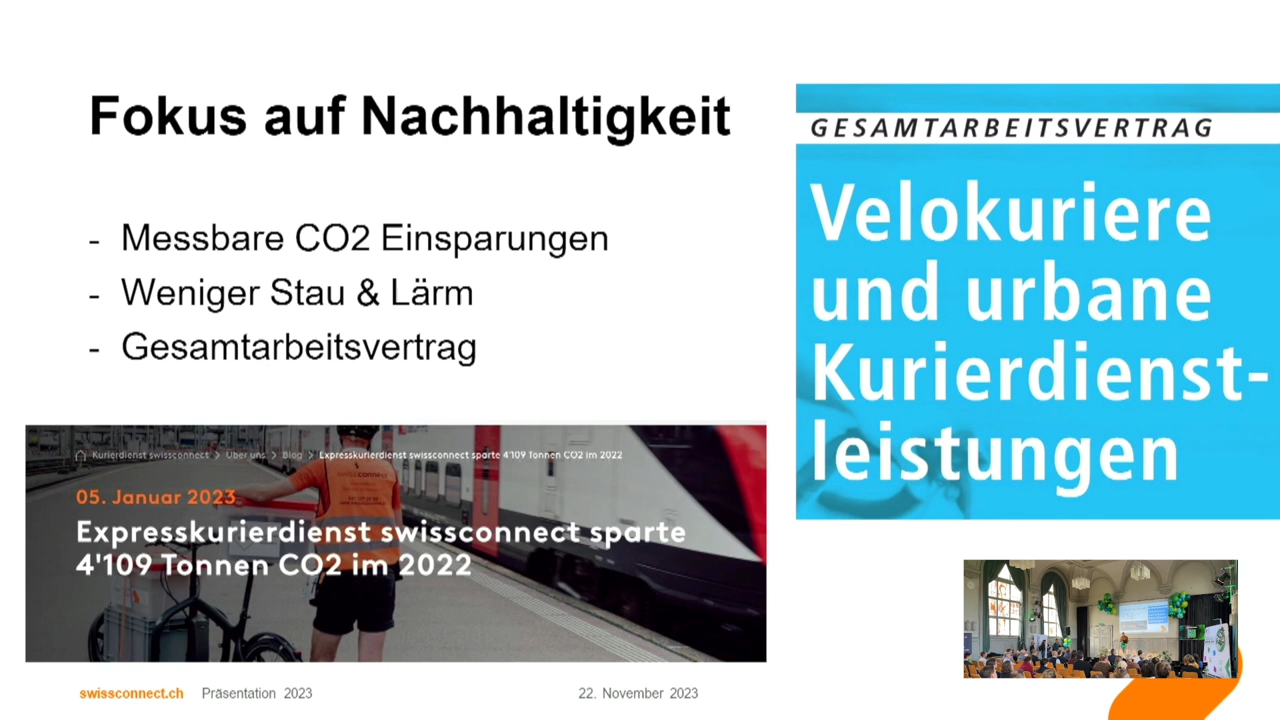 Fokus auf Nachhaltigkeit
- Messbare CO2 Einsparungen
- Weniger Stau & Lärm
- Gesamtarbeitsvertrag
GESAMTARBEITSVERTRAG
Velokuriere
und urbane
Kurierdienst-
leistungen
Kurierdienst swissconnect > Über uns > Blog > Expresskurierdienst swissconnect sparte 4'109 Tonnen CO2 im 2022
05. Januar 2023
Expresskurierdienst swissconnect sparte
4'109 Tonnen CO2 im 2022
swissconnect
swissconnect.ch Präsentation 2023 22. November 2023